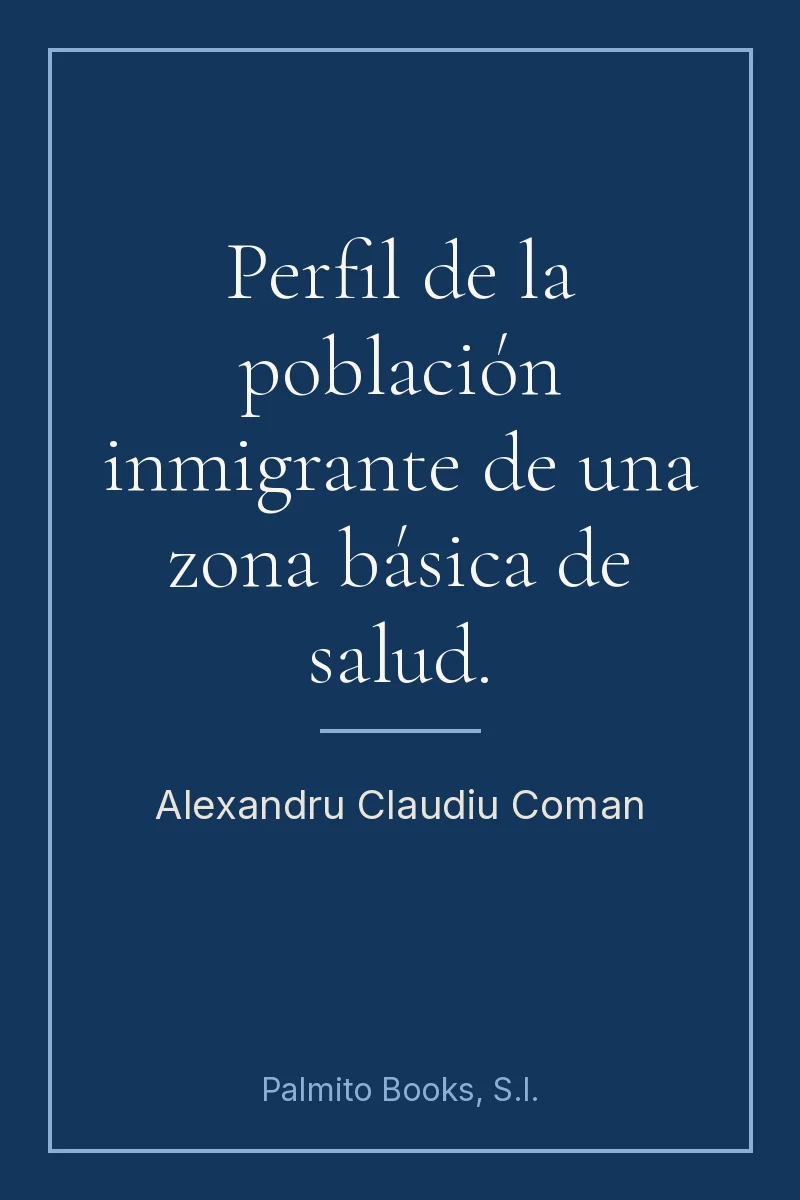 Perfil de la
población
inmigrante de una
zona básica de
salud.
Alexandru Claudiu Coman
Palmito Books, S.l.